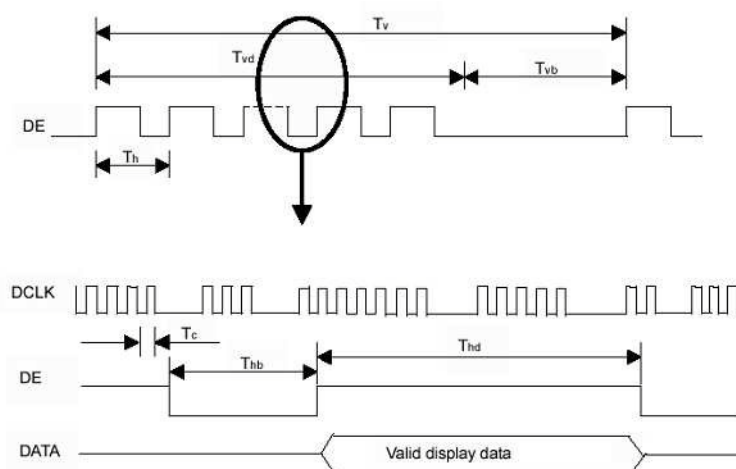 Tv
Tvd
Tvb
DE
Th
DCLK
Tc
Thb
Thd
DE
DATA
Valid display data